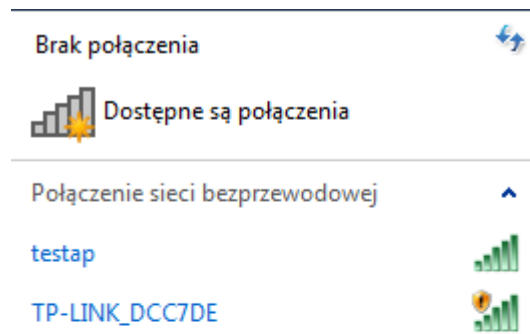 Brak połączenia
Dostępne są połączenia
Połączenie sieci bezprzewodowej
testap
TP-LINK_DCC7DE